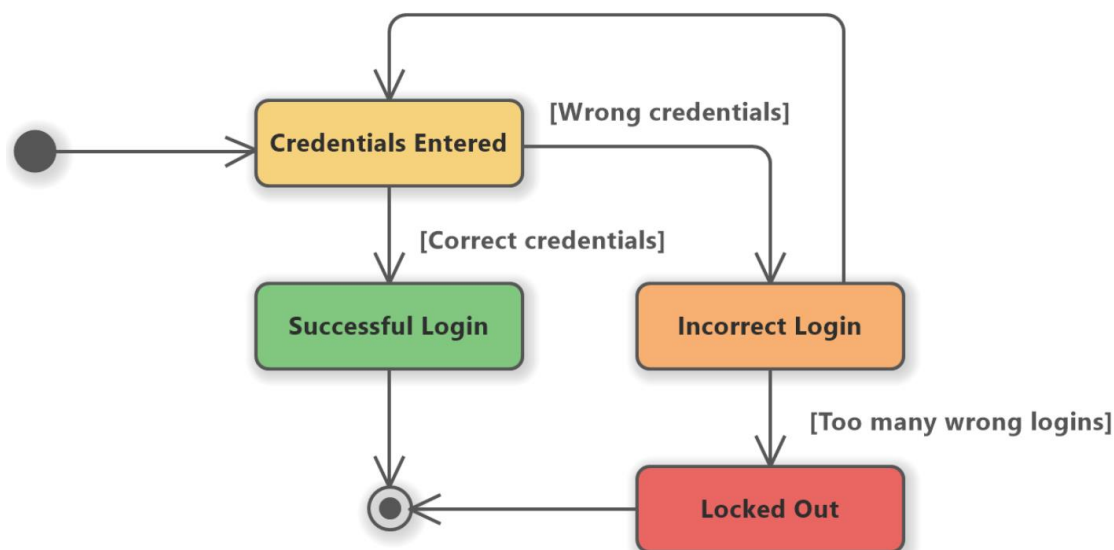 [Wrong credentials]
Credentials Entered
[Correct credentials]
Successful Login
Incorrect Login
[Too many wrong logins]
Locked Out